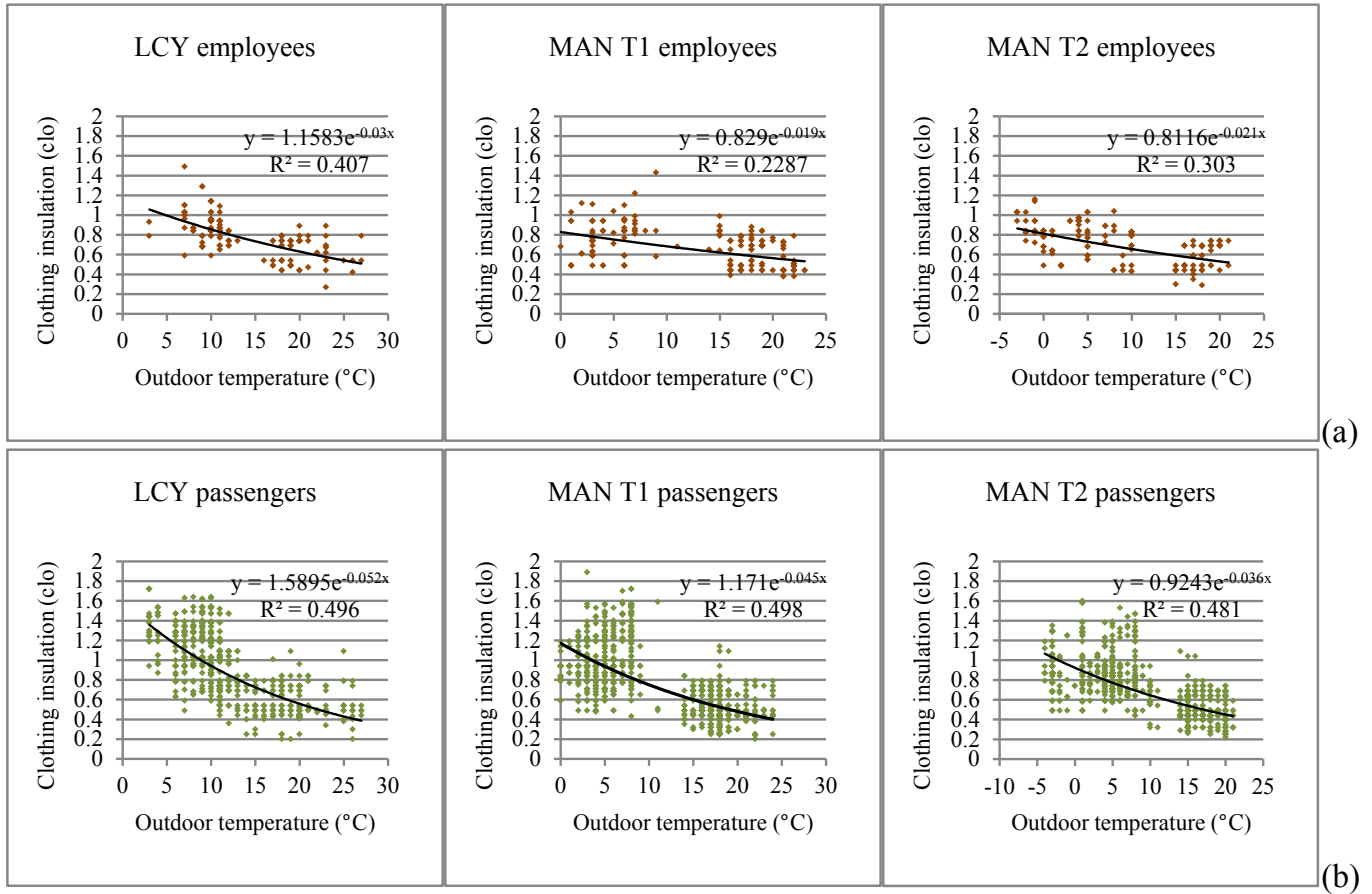 LCY employees
Clothing insulation (clo)
2
1.8
1.6
1.4
1.2
1
0.8
0.6
0.4
0.2
0
y = 1.1583e^-0.03x
R² = 0.407
0 5 10 15 20 25 30
Outdoor temperature (°C)
MAN T1 employees
Clothing insulation (clo)
2
1.8
1.6
1.4
1.2
1
0.8
0.6
0.4
0.2
0
y = 0.829e^-0.019x
R² = 0.2287
0 5 10 15 20 25
Outdoor temperature (°C)
MAN T2 employees
Clothing insulation (clo)
2
1.8
1.6
1.4
1.2
1
0.8
0.6
0.4
0.2
0
y = 0.8116e^-0.021x
R² = 0.303
-5 0 5 10 15 20 25
Outdoor temperature (°C)
(a)
LCY passengers
Clothing insulation (clo)
2
1.8
1.6
1.4
1.2
1
0.8
0.6
0.4
0.2
0
y = 1.5895e^-0.052x
R² = 0.496
0 5 10 15 20 25 30
Outdoor temperature (°C)
MAN T1 passengers
Clothing insulation (clo)
2
1.8
1.6
1.4
1.2
1
0.8
0.6
0.4
0.2
0
y = 1.171e^-0.045x
R² = 0.498
0 5 10 15 20 25 30
Outdoor temperature (°C)
MAN T2 passengers
Clothing insulation (clo)
2
1.8
1.6
1.4
1.2
1
0.8
0.6
0.4
0.2
0
y = 0.9243e^-0.036x
R² = 0.481
-10 -5 0 5 10 15 20 25
Outdoor temperature (°C)
(b)